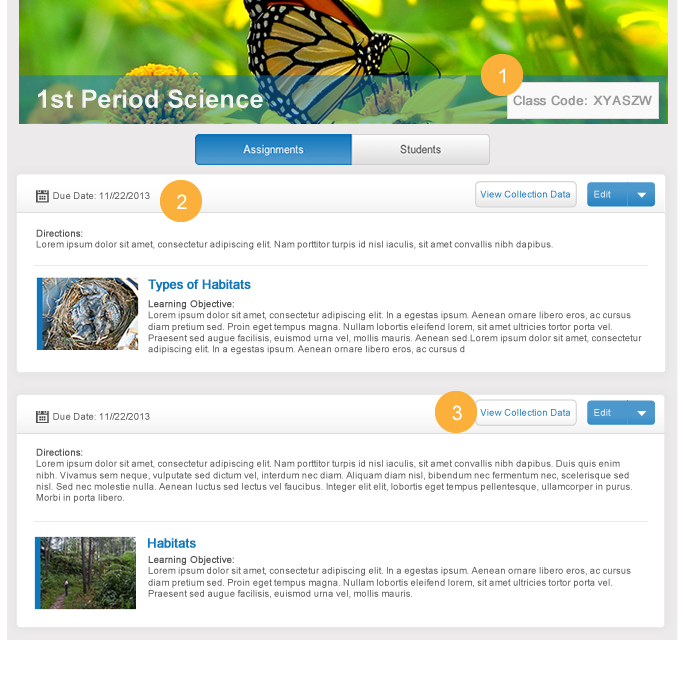 1
Class Code: XYASZW
1st Period Science
Assignments
Students
Due Date: 11//22/2013
2
View Collection Data
Edit
Directions:
Lorem ipsum dolor sit amet, consectetur adipiscing elit. Nam porttitor turpis id nisl iaculis, sit amet convallis nibh dapibus.
Types of Habitats
Learning Objective:
Lorem ipsum dolor sit amet, consectetur adipiscing elit. In a egestas ipsum. Aenean ornare libero eros, ac cursus
diam pretium sed. Proin eget tempus magna. Nullam lobortis eleifend lorem, sit amet ultricies tortor porta vel.
Praesent sed augue facilisis, euismod urna vel, mollis mauris. Aenean sed.Lorem ipsum dolor sit amet, consectetur
adipiscing elit. In a egestas ipsum. Aenean ornare libero eros, ac cursus d
Due Date: 11//22/2013
3
View Collection Data
Edit
Directions:
Lorem ipsum dolor sit amet, consectetur adipiscing elit. Nam porttitor turpis id nisl iaculis, sit amet convallis nibh dapibus. Duis quis enim
nibh. Vivamus sem neque, vulputate sed dictum vel, interdum nec diam. Aliquam diam nisl, bibendum nec fermentum nec, scelerisque sed
nisl. Sed nec molestie nulla. Aenean luctus sed lectus vel faucibus. Integer elit elit, lobortis eget tempus pellentesque, ullamcorper in purus.
Morbi in porta libero.
Habitats
Learning Objective:
Lorem ipsum dolor sit amet, consectetur adipiscing elit. In a egestas ipsum. Aenean ornare libero eros, ac cursus
diam pretium sed. Proin eget tempus magna. Nullam lobortis eleifend lorem, sit amet ultricies tortor porta vel.
Praesent sed augue facilisis, euismod urna vel, mollis mauris.